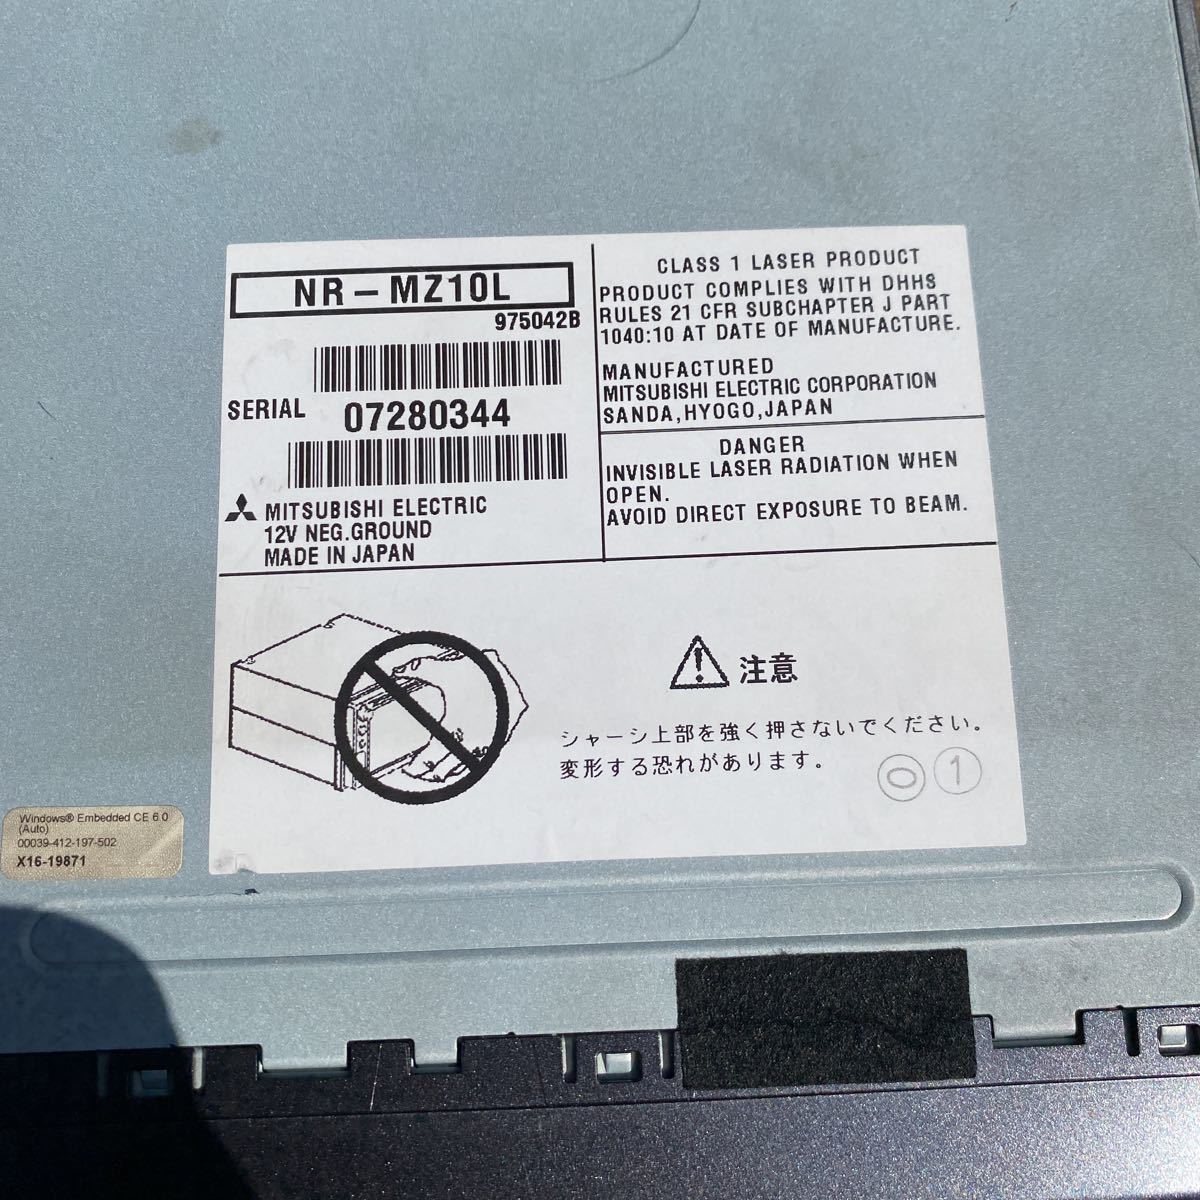 NR-MZ10L
975042B
SERIAL 07280344
MITSUBISHI ELECTRIC
12V NEG.GROUND
MADE IN JAPAN
CLASS 1 LASER PRODUCT
PRODUCT COMPLIES WITH DHHS
RULES 21 CFR SUBCHAPTER J PART
1040:10 AT DATE OF MANUFACTURE.
MANUFACTURED
MITSUBISHI ELECTRIC CORPORATION
SANDA,HYOGO,JAPAN
DANGER
INVISIBLE LASER RADIATION WHEN
OPEN.
AVOID DIRECT EXPOSURE TO BEAM.
注意
シャーシ上部を強く押さないでください。
変形する恐れがあります。
0 1
Windows® Embedded CE 6.0
(Auto)
00039-412-197-502
X16-19871